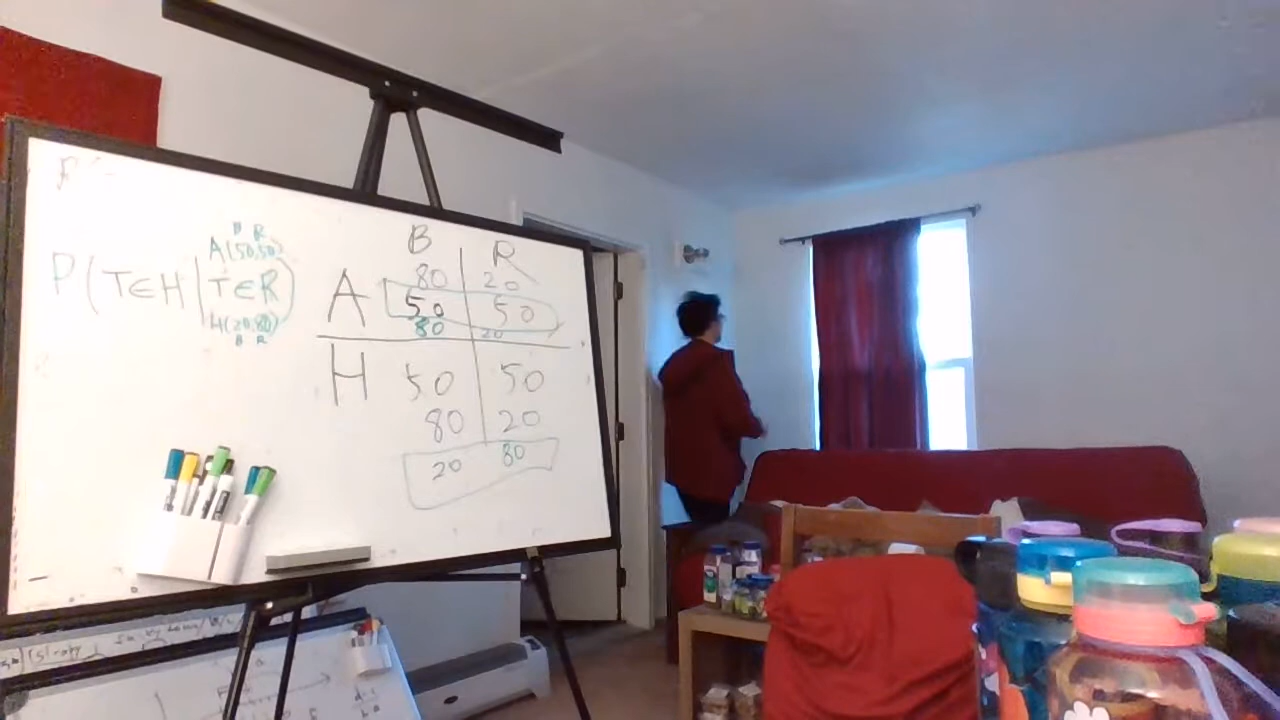 B R
A(50,50)
P(T∈H | T∈R)
H(20,80)
B R
B R
A
80 20
50 50
80 20
H
50 50
80 20
20 80